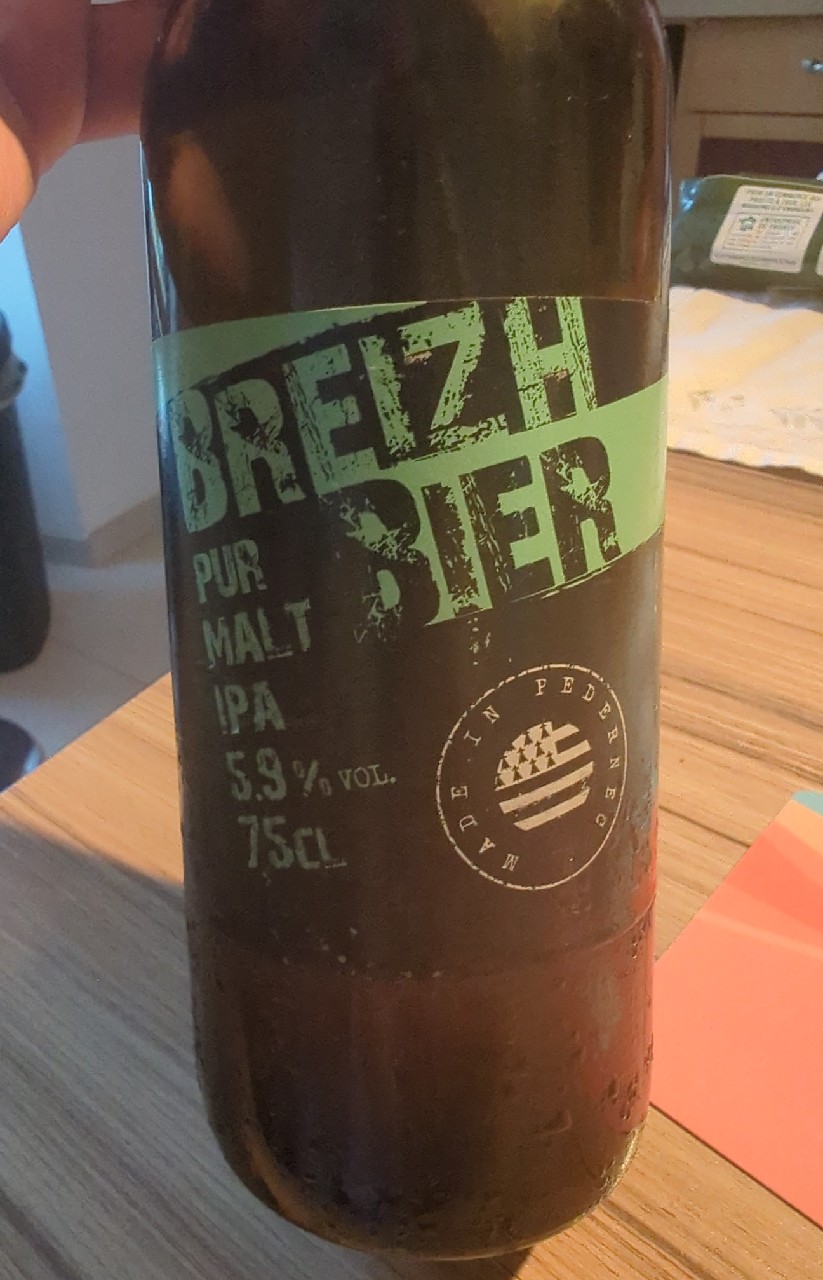 BREIZH
BIER
PUR
MALT
IPA
5.9 % VOL.
75CL
MADE IN PEDERNEC